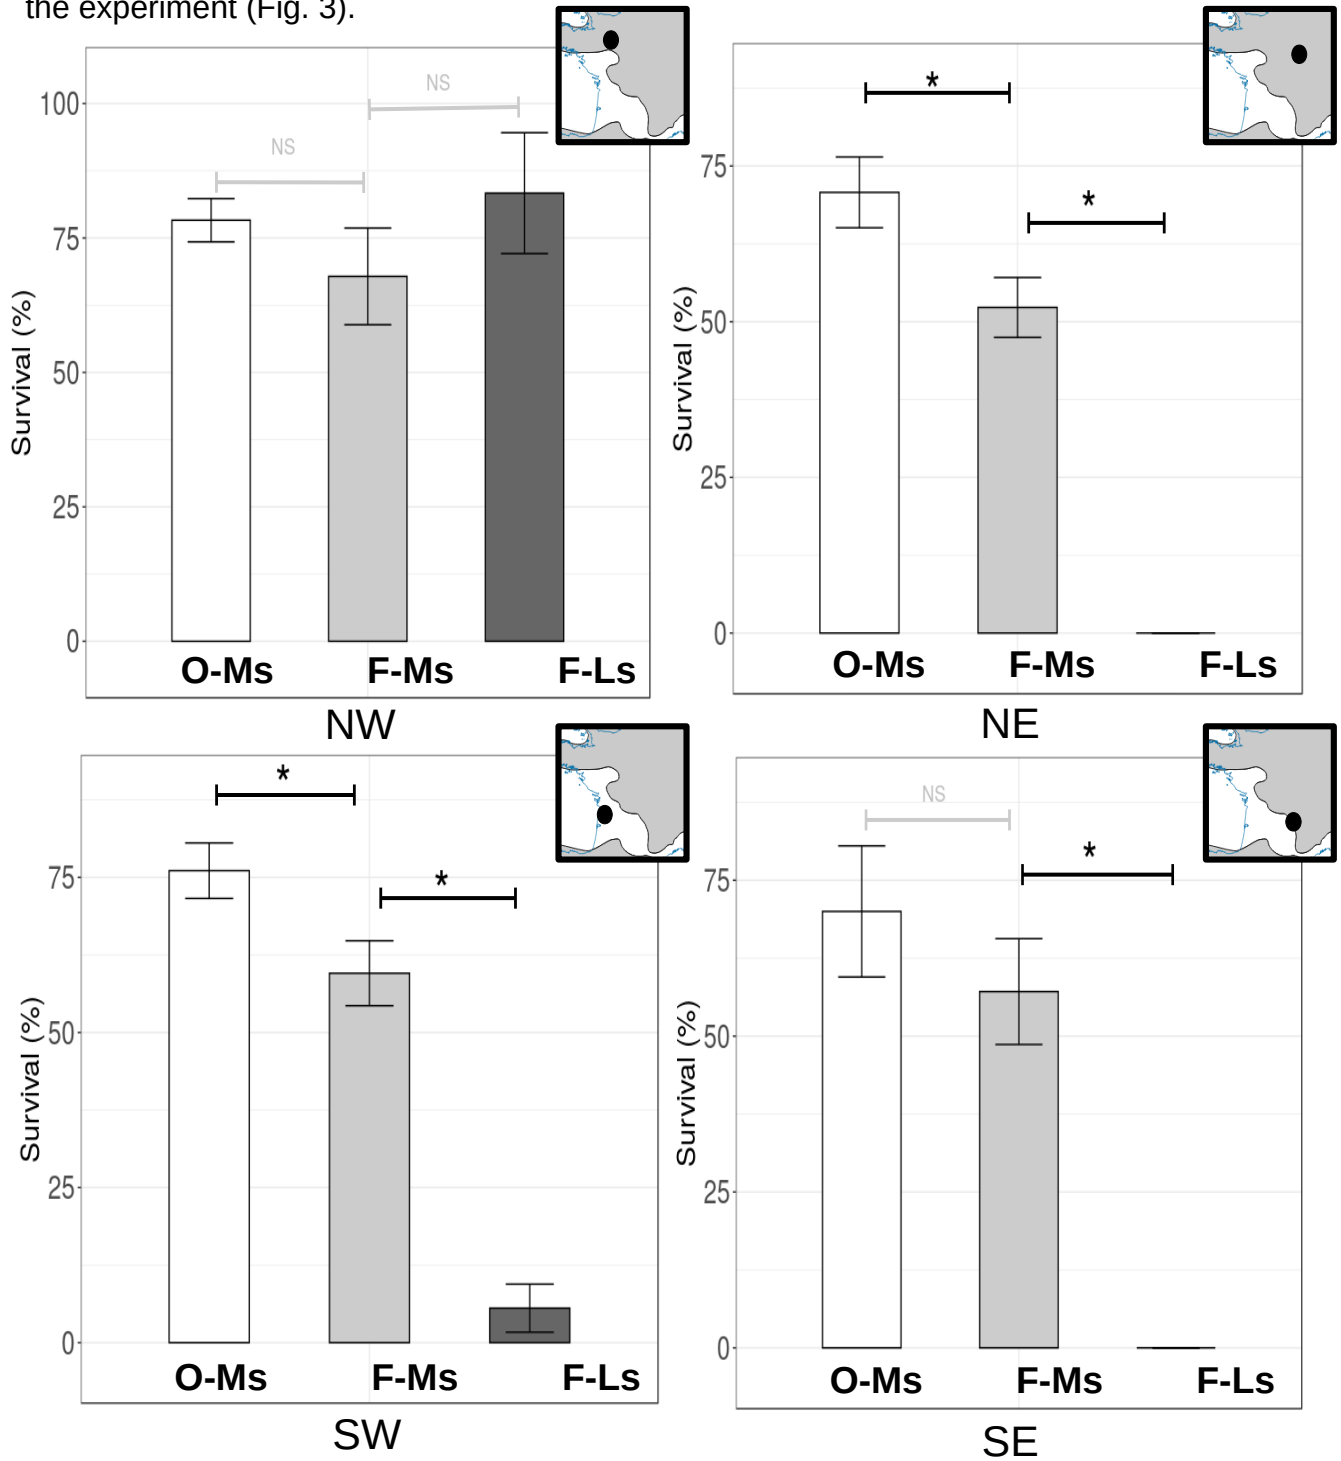 the experiment (Fig. 3).
NS
NS
100
75
50
25
0
Survival (%)
O-Ms F-Ms F-Ls
NW
*
*
75
50
25
0
Survival (%)
O-Ms F-Ms F-Ls
NE
*
*
75
50
25
0
Survival (%)
O-Ms F-Ms F-Ls
SW
NS
*
75
50
25
0
Survival (%)
O-Ms F-Ms F-Ls
SE